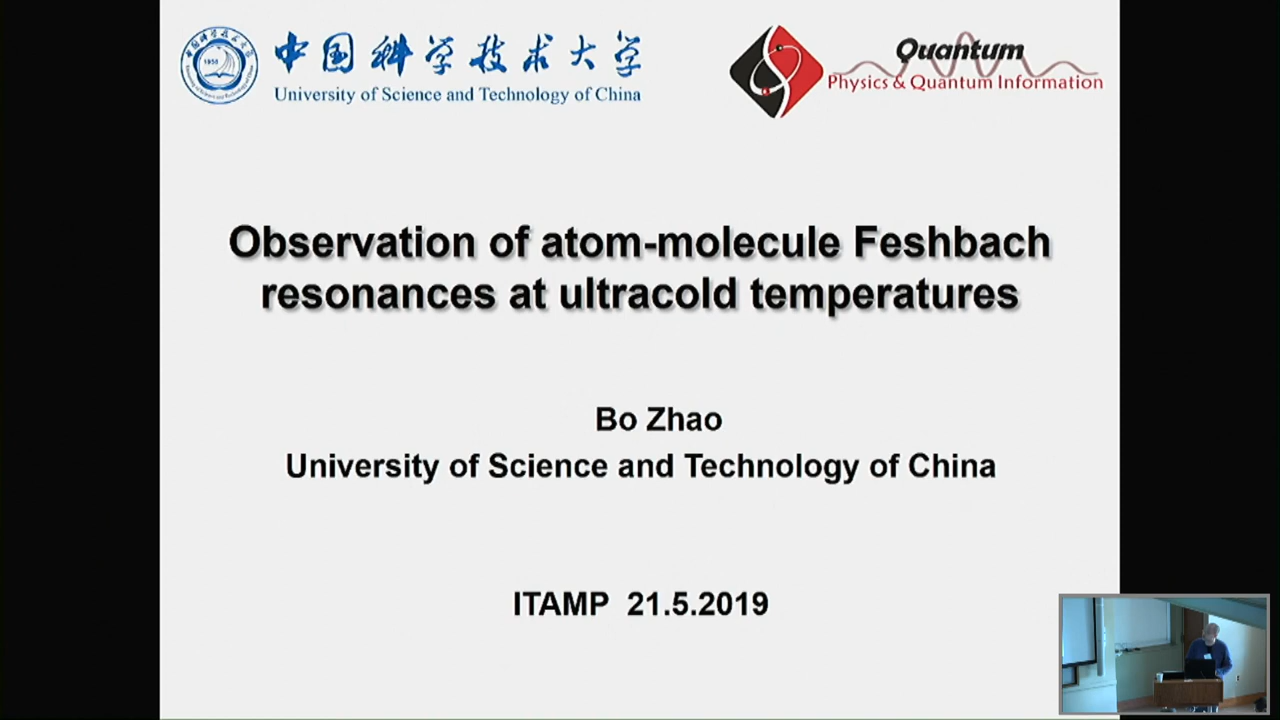 中国科学技术大学
University of Science and Technology of China
1958
Quantum
Physics & Quantum Information
Observation of atom-molecule Feshbach
resonances at ultracold temperatures
Bo Zhao
University of Science and Technology of China
ITAMP 21.5.2019